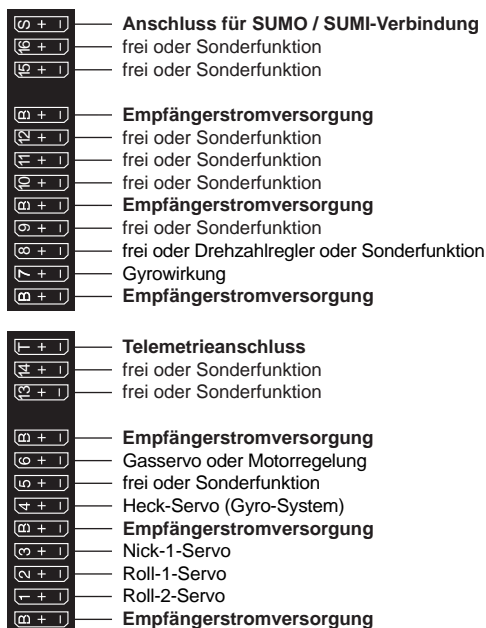 S + – Anschluss für SUMO / SUMI-Verbindung
16 + – frei oder Sonderfunktion
15 + – frei oder Sonderfunktion
B + – Empfängerstromversorgung
12 + – frei oder Sonderfunktion
11 + – frei oder Sonderfunktion
10 + – frei oder Sonderfunktion
B + – Empfängerstromversorgung
9 + – frei oder Sonderfunktion
8 + – frei oder Drehzahlregler oder Sonderfunktion
7 + – Gyrowirkung
B + – Empfängerstromversorgung
T + – Telemetrieanschluss
14 + – frei oder Sonderfunktion
13 + – frei oder Sonderfunktion
B + – Empfängerstromversorgung
6 + – Gasservo oder Motorregelung
5 + – frei oder Sonderfunktion
4 + – Heck-Servo (Gyro-System)
B + – Empfängerstromversorgung
3 + – Nick-1-Servo
2 + – Roll-1-Servo
1 + – Roll-2-Servo
B + – Empfängerstromversorgung